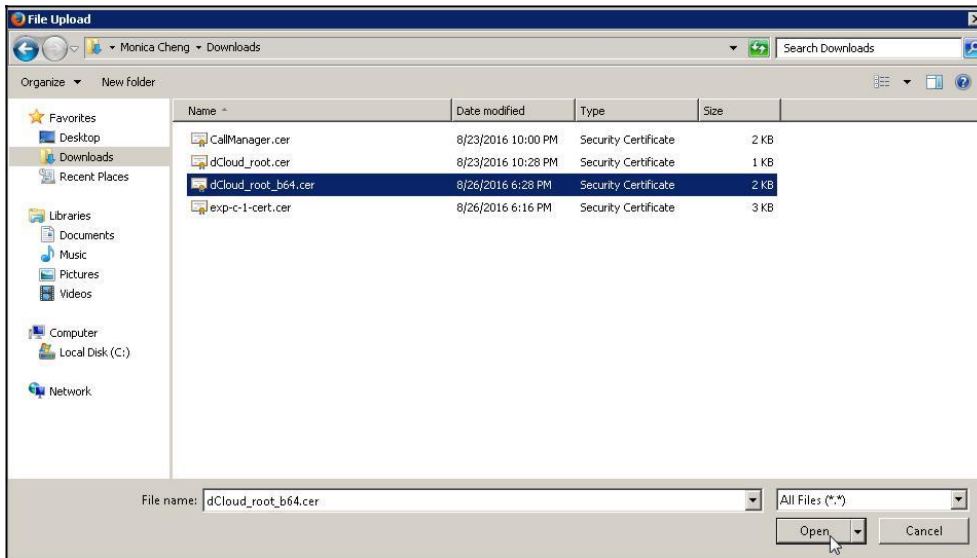 File Upload
Monica Cheng Downloads
Search Downloads
Organize New folder
Name Date modified Type Size
Favorites
Desktop
Downloads
Recent Places
Libraries
Documents
Music
Pictures
Videos
Computer
Local Disk (C:)
Network
CallManager.cer 8/23/2016 10:00 PM Security Certificate 2 KB
dCloud_root.cer 8/23/2016 10:28 PM Security Certificate 1 KB
dCloud_root_b64.cer 8/26/2016 6:28 PM Security Certificate 2 KB
exp-c-1-cert.cer 8/26/2016 6:16 PM Security Certificate 3 KB
File name: dCloud_root_b64.cer
All Files (*.*)
Open Cancel